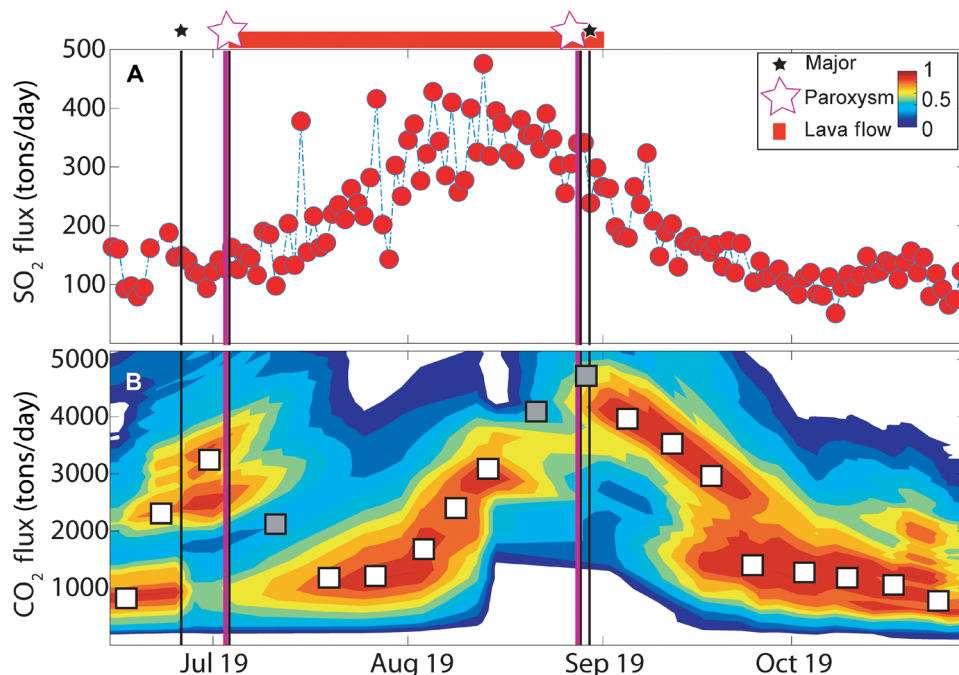 A
SO2 flux (tons/day)
500
400
300
200
100
Major
Paroxysm
Lava flow
1
0.5
0
B
CO2 flux (tons/day)
5000
4000
3000
2000
1000
Jul 19
Aug 19
Sep 19
Oct 19